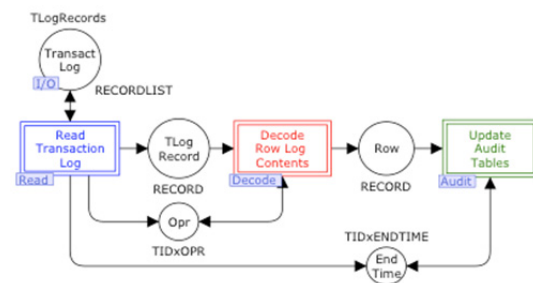 TLogRecords
Transact
Log
I/O
RECORDLIST
Read
Transaction
Log
Read
TLog
Record
RECORD
Decode
Row Log
Contents
Decode
Row
RECORD
Update
Audit
Tables
Audit
Opr
TIDxOPR
TIDxENDTIME
End
Time